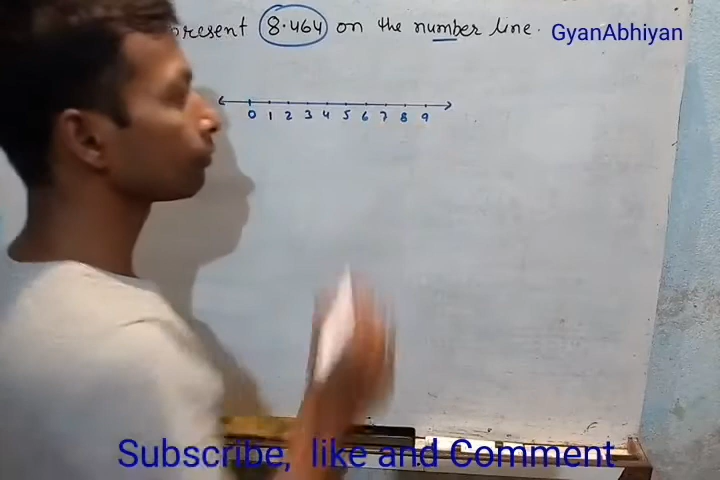 present 8.464 on the number line. GyanAbhiyan
0 1 2 3 4 5 6 7 8 9
Subscribe, like and Comment